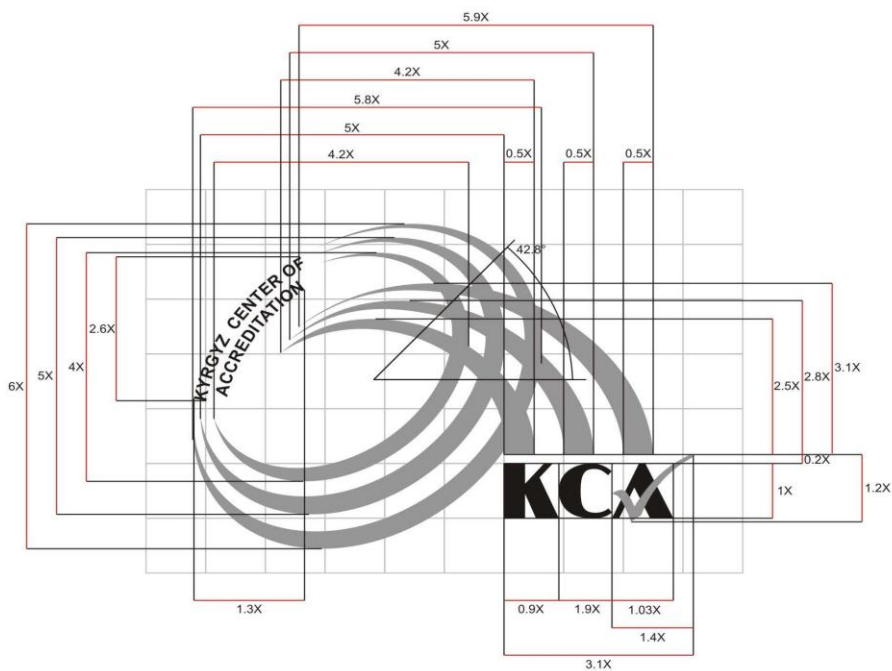 5.9X
5X
4.2X
5.8X
5X
4.2X
0.5X
0.5X
0.5X
42.8°
KYRGYZ CENTER OF
ACCREDITATION
2.6X
4X
5X
6X
3.1X
2.8X
2.5X
0.2X
1X
1.2X
KCA
1.3X
0.9X
1.9X
1.03X
1.4X
3.1X